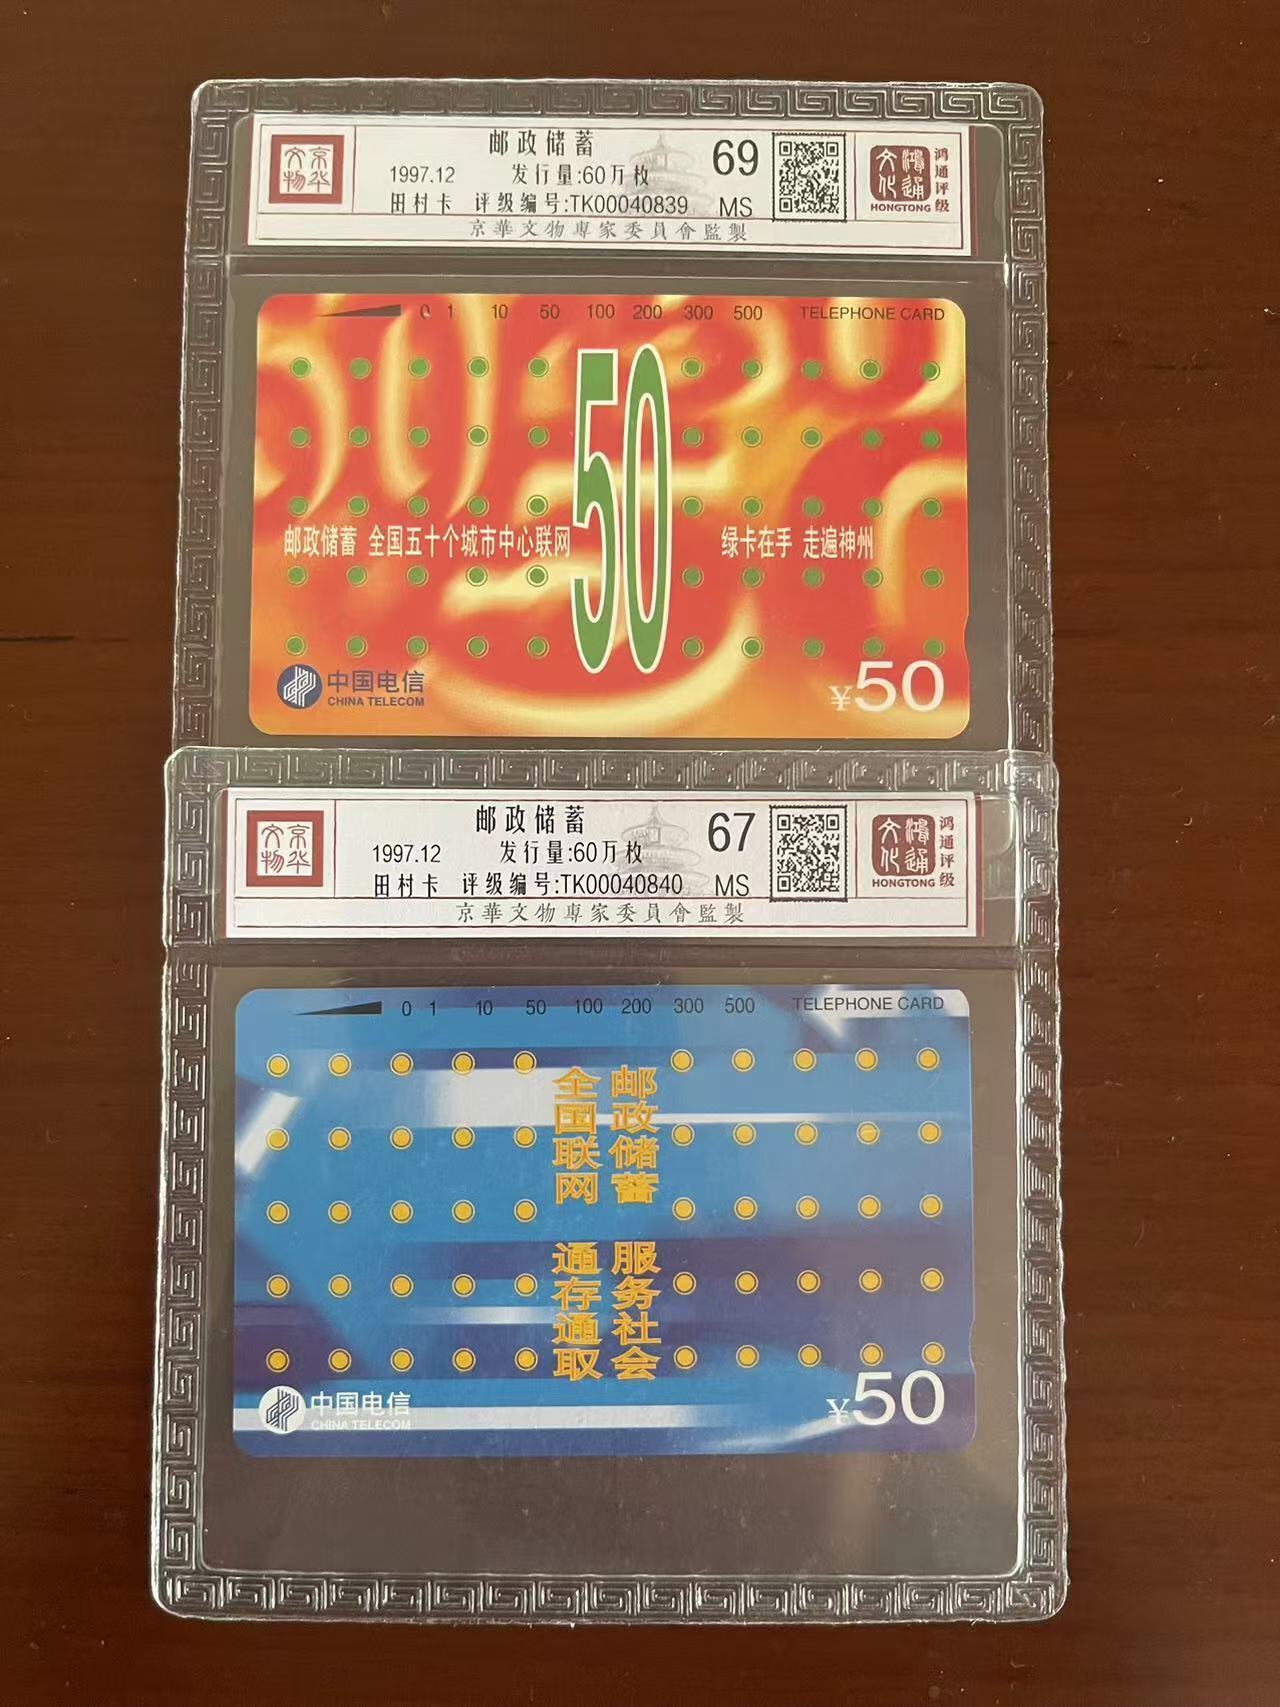 京华文物
邮政储蓄
1997.12 发行量:60万枚
田村卡 评级编号:TK00040839
69
MS
京華文物專家委員會監製
鸿通文化
HONGTONG
鸿通评级
0 1 10 50 100 200 300 500 TELEPHONE CARD
50
邮政储蓄 全国五十个城市中心联网
绿卡在手 走遍神州
中国电信
CHINA TELECOM
¥50
京华文物
邮政储蓄
1997.12 发行量:60万枚
田村卡 评级编号:TK00040840
67
MS
京華文物專家委員會監製
鸿通文化
HONGTONG
鸿通评级
0 1 10 50 100 200 300 500 TELEPHONE CARD
邮政储蓄 服务社会
全国联网 通存通取
中国电信
CHINA TELECOM
¥50